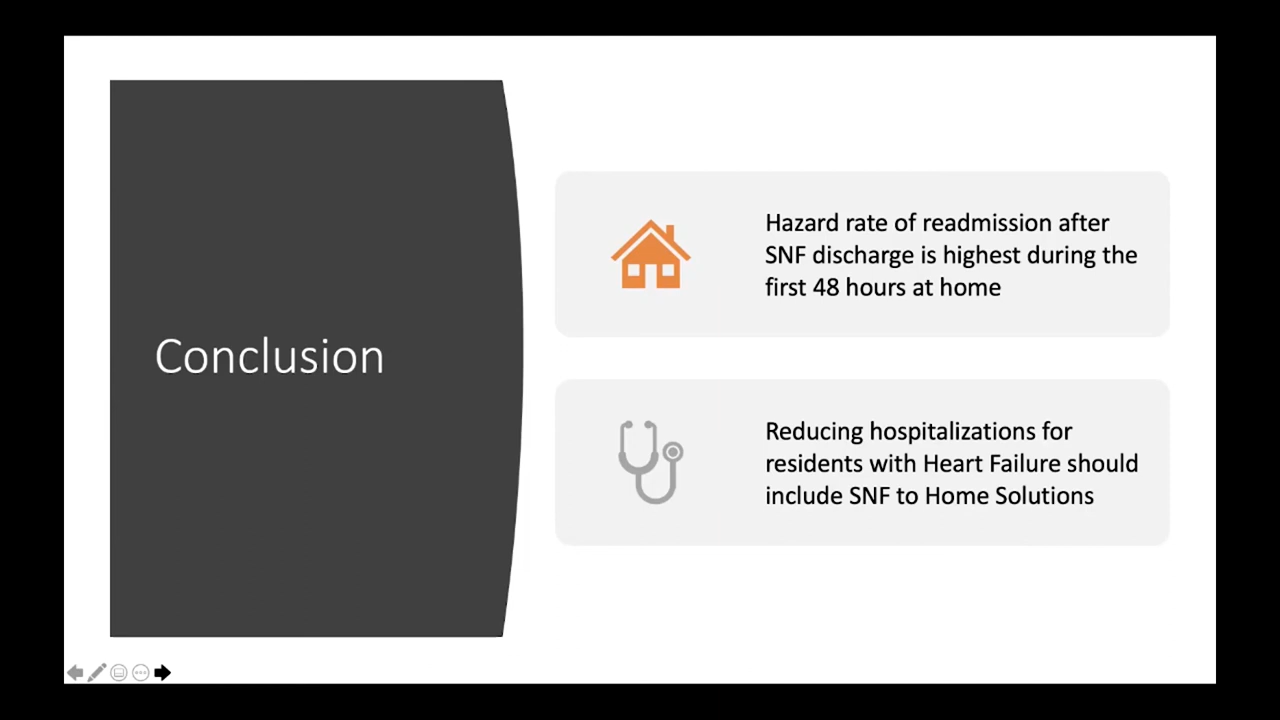 Conclusion
Hazard rate of readmission after
SNF discharge is highest during the
first 48 hours at home
Reducing hospitalizations for
residents with Heart Failure should
include SNF to Home Solutions